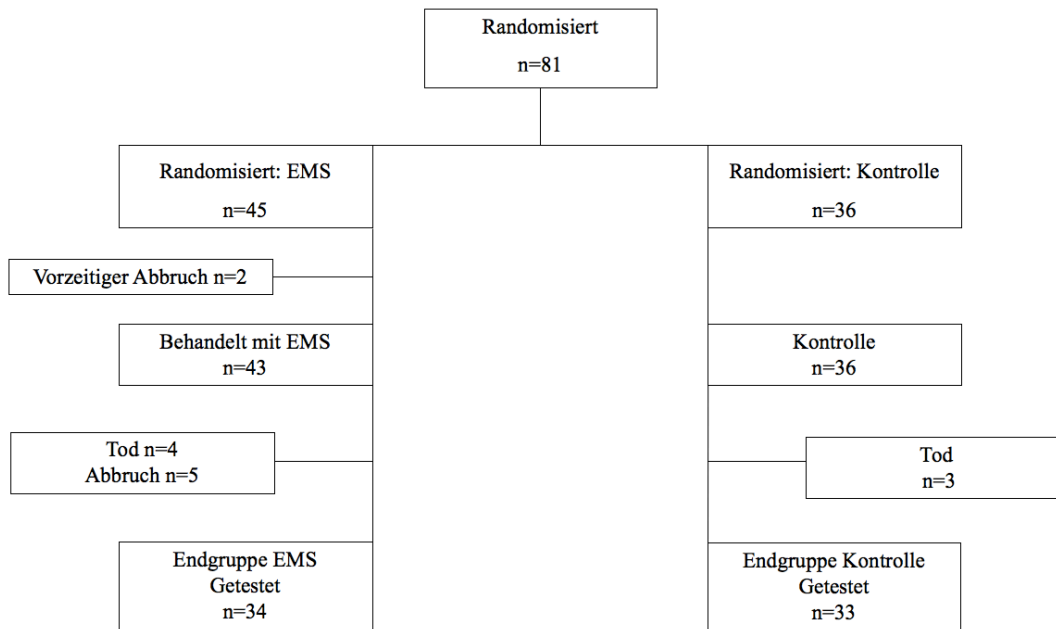 Randomisiert
n=81
Randomisiert: EMS
n=45
Randomisiert: Kontrolle
n=36
Vorzeitiger Abbruch n=2
Behandelt mit EMS
n=43
Kontrolle
n=36
Tod n=4
Abbruch n=5
Tod
n=3
Endgruppe EMS
Getestet
n=34
Endgruppe Kontrolle
Getestet
n=33